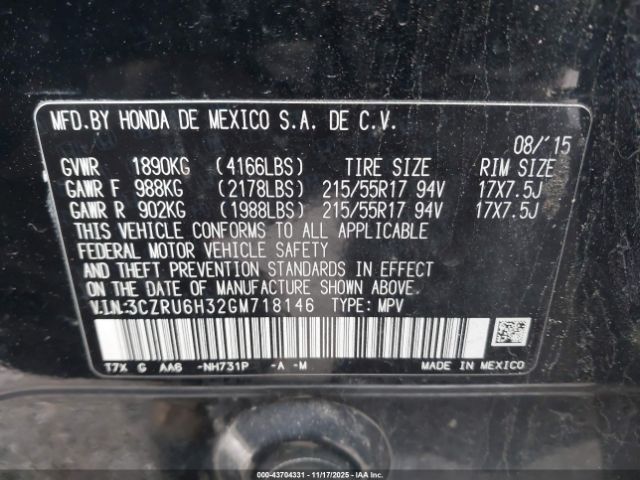 MFD.BY HONDA DE MEXICO S.A. DE C.V.
08/'15
GVWR 1890KG (4166LBS) TIRE SIZE RIM SIZE
GAWR F 988KG (2178LBS) 215/55R17 94V 17X7.5J
GAWR R 902KG (1988LBS) 215/55R17 94V 17X7.5J
THIS VEHICLE CONFORMS TO ALL APPLICABLE
FEDERAL MOTOR VEHICLE SAFETY
AND THEFT PREVENTION STANDARDS IN EFFECT
ON THE DATE OF MANUFACTURE SHOWN ABOVE.
V.I.N:3CZRU6H32GM718146 TYPE: MPV
T7X G AA6 -NH731P -A -M
MADE IN MEXICO
000-43704331 - 11/17/2025 - IAAI.COM